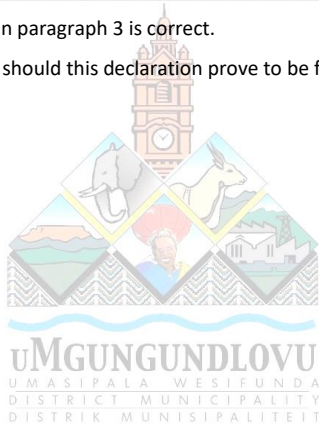 n paragraph 3 is correct.
should this declaration prove to be f
uMGUNGUNDLOVU
UMASIPALA WESIFUNDA
DISTRICT MUNICIPALITY
DISTRIK MUNISIPALITEIT